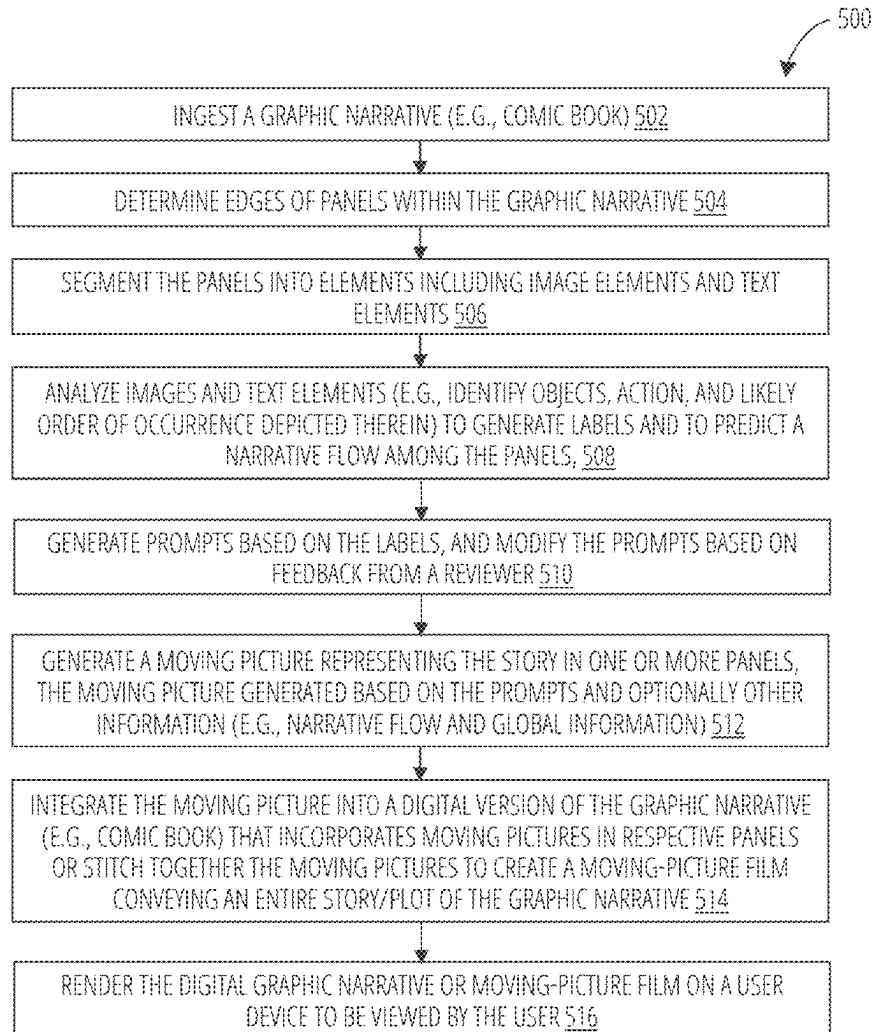 500
INGEST A GRAPHIC NARRATIVE (E.G., COMIC BOOK) 502
DETERMINE EDGES OF PANELS WITHIN THE GRAPHIC NARRATIVE 504
SEGMENT THE PANELS INTO ELEMENTS INCLUDING IMAGE ELEMENTS AND TEXT
ELEMENTS 506
ANALYZE IMAGES AND TEXT ELEMENTS (E.G., IDENTIFY OBJECTS, ACTION, AND LIKELY
ORDER OF OCCURRENCE DEPICTED THEREIN) TO GENERATE LABELS AND TO PREDICT A
NARRATIVE FLOW AMONG THE PANELS, 508
GENERATE PROMPTS BASED ON THE LABELS, AND MODIFY THE PROMPTS BASED ON
FEEDBACK FROM A REVIEWER 510
GENERATE A MOVING PICTURE REPRESENTING THE STORY IN ONE OR MORE PANELS,
THE MOVING PICTURE GENERATED BASED ON THE PROMPTS AND OPTIONALLY OTHER
INFORMATION (E.G., NARRATIVE FLOW AND GLOBAL INFORMATION) 512
INTEGRATE THE MOVING PICTURE INTO A DIGITAL VERSION OF THE GRAPHIC NARRATIVE
(E.G., COMIC BOOK) THAT INCORPORATES MOVING PICTURES IN RESPECTIVE PANELS
OR STITCH TOGETHER THE MOVING PICTURES TO CREATE A MOVING-PICTURE FILM
CONVEYING AN ENTIRE STORY/PLOT OF THE GRAPHIC NARRATIVE 514
RENDER THE DIGITAL GRAPHIC NARRATIVE OR MOVING-PICTURE FILM ON A USER
DEVICE TO BE VIEWED BY THE USER 516